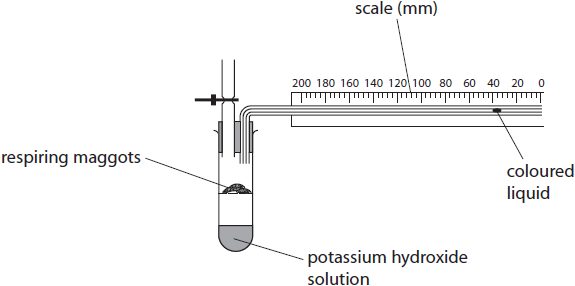 scale (mm)
200 180 160 140 120 100 80 60 40 20 0
respiring maggots
coloured
liquid
potassium hydroxide
solution